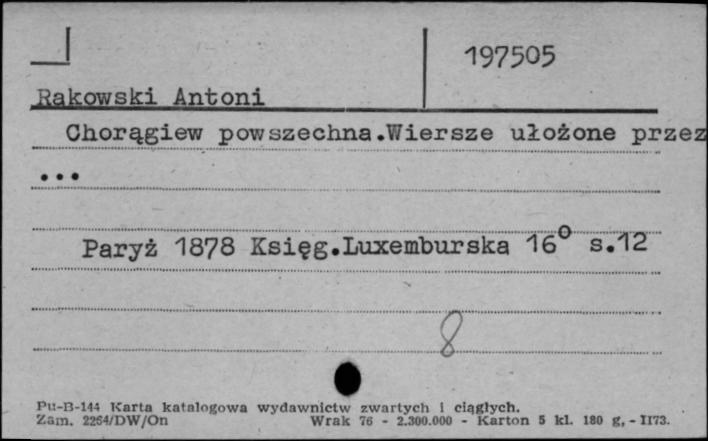 197505
Rakowski Antoni
Chorągiew powszechna.Wiersze ułożone przez
...
Paryż 1878 Księg.Luxemburska 16⁰ s.12
8
Pu-B-144 Karta katalogowa wydawnictw zwartych i ciągłych.
Zam. 2264/DW/On Wrak 76 - 2.300.000 - Karton 5 kl. 180 g, - II73.